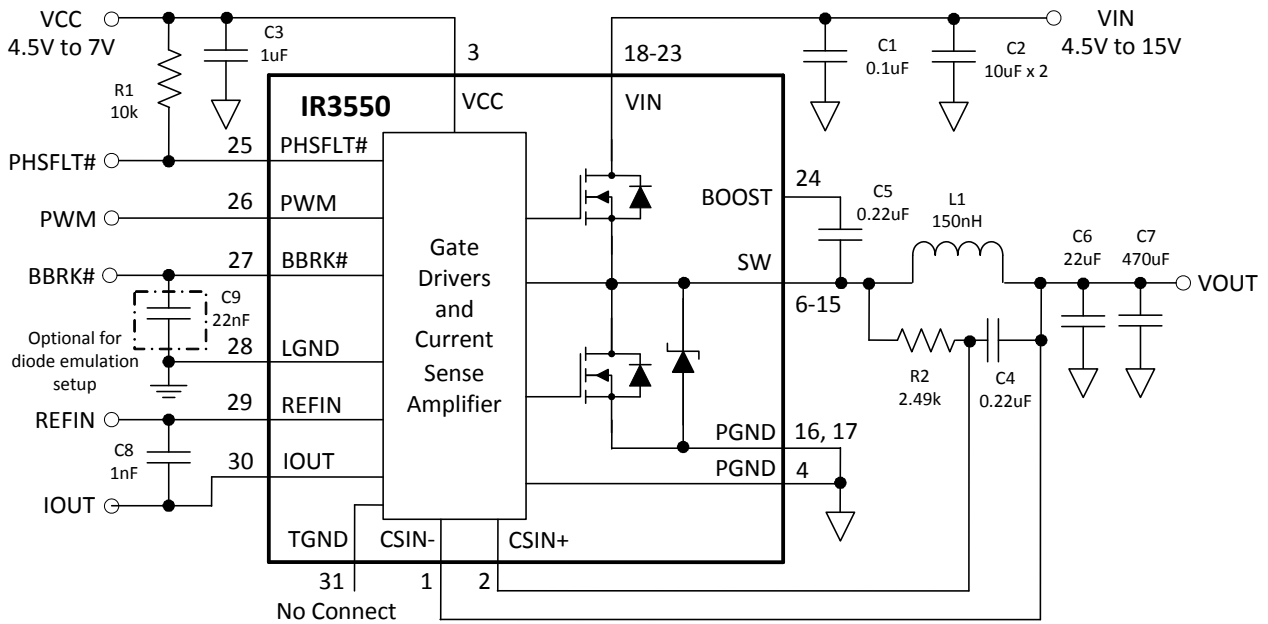 VCC
4.5V to 7V
C3
1uF
3
18-23
C1
0.1uF
C2
10uF x 2
VIN
4.5V to 15V
R1
10k
IR3550
VCC
VIN
PHSFLT#
25
PHSFLT#
PWM
26
PWM
BBRK#
27
BBRK#
C9
22nF
Optional for
diode emulation
setup
28
LGND
REFIN
29
REFIN
C8
1nF
30
IOUT
IOUT
Gate
Drivers
and
Current
Sense
Amplifier
BOOST
24
C5
0.22uF
L1
150nH
C6
22uF
C7
470uF
SW
6-15
VOUT
R2
2.49k
C4
0.22uF
PGND
16, 17
PGND
4
TGND
CSIN-
CSIN+
31
1
2
No Connect